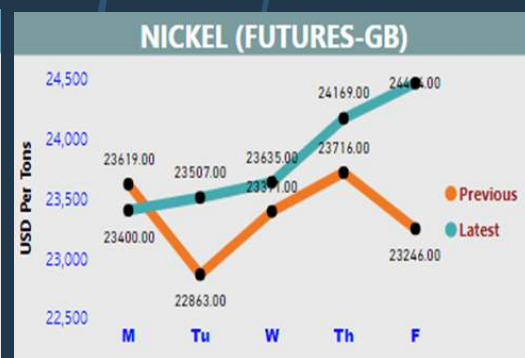 NICKEL (FUTURES-GB)
USD Per Tons
24,500
24,000
23,500
23,000
22,500
23619.00
23400.00
23507.00
22863.00
23635.00
24169.00
23716.00
23246.00
Previous
Latest
M Tu W Th F